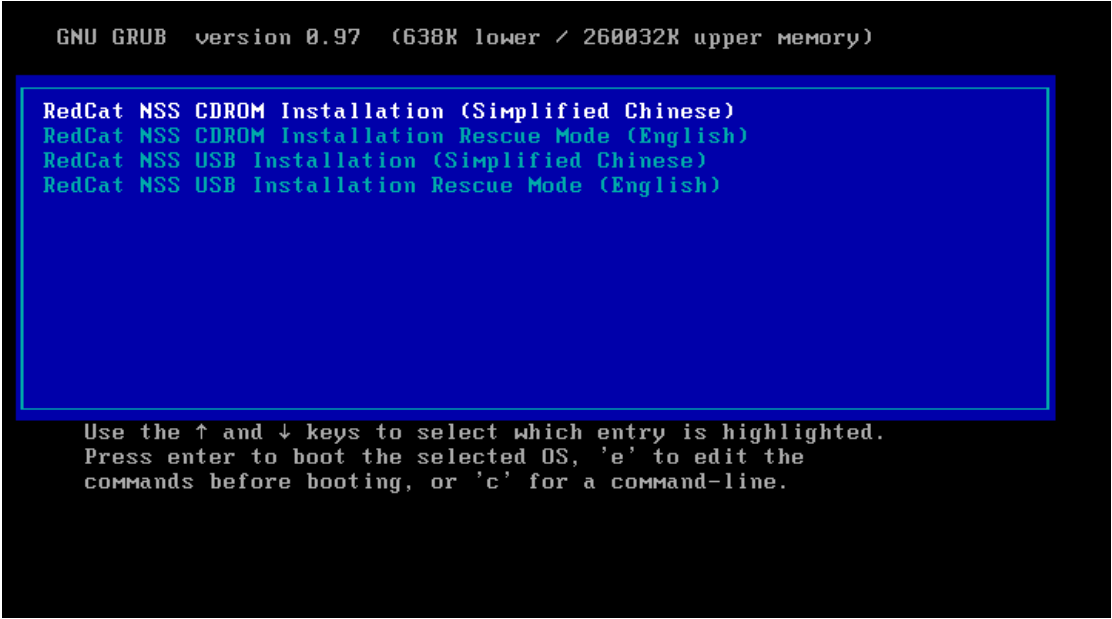 GNU GRUB  version 0.97  (638K lower / 260032K upper memory)
RedCat NSS CDROM Installation (Simplified Chinese)
RedCat NSS CDROM Installation Rescue Mode (English)
RedCat NSS USB Installation (Simplified Chinese)
RedCat NSS USB Installation Rescue Mode (English)
Use the ↑ and ↓ keys to select which entry is highlighted.
Press enter to boot the selected OS, 'e' to edit the
commands before booting, or 'c' for a command-line.